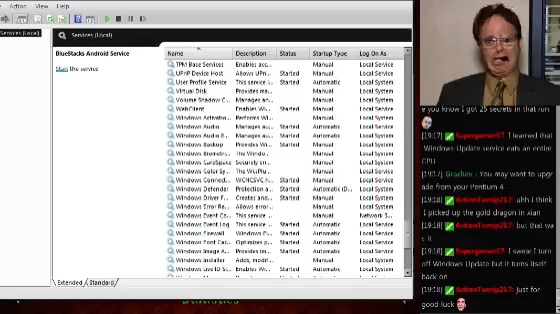 Action View Help
Services (Local)
Services (Local)
BlueStacks Android Service
Start the service
Name Description Status Startup Type Log On As
TPM Base Services Enables acc... Manual Local Service
UPnP Device Host Allows UPn... Started Manual Local Service
User Profile Service This service ... Started Automatic Local System
Virtual Disk Provides ma... Manual Local System
Volume Shadow C... Manages an... Manual Local System
WebClient Enables Win... Started Manual Local Service
Windows Activatio... Performs Wi... Manual Local System
Windows Audio Manages au... Started Automatic Local Service
Windows Audio E... Manages au... Started Automatic Local System
Windows Backup Provides Wi... Started Manual Local System
Windows Biometri... The Windo... Manual Local System
Windows CardSpace Securely en... Manual Local System
Windows Color Sy... The WcsPlu... Manual Local Service
Windows Connect... WCNCSVC h... Started Manual Local Service
Windows Defender Protection a... Started Automatic (D... Local System
Windows Driver F... Creates and... Started Manual Local System
Windows Error Re... Allows error... Manual Local System
Windows Event Co... This service ... Manual Network S...
Windows Event Log This service ... Started Automatic Local Service
Windows Firewall Windows Fi... Started Automatic Local Service
Windows Font Ca... Optimizes p... Started Automatic Local Service
Windows Image A... Provides im... Started Automatic Local Service
Windows Installer Adds, modif... Manual Local System
Windows Live ID S... Enables Wi... Started Automatic Local System
Extended Standard
Statistics
e you know I got 25 secrets in that run
[19:17] Supergamer57: I learned that
Windows Update service eats an entire
CPU
[19:17] Grachev: You may want to upgr
ade from your Pentium 4
[19:18] ActionTurnip217: uhh I think
I picked up the gold dragon in xian
[19:18] ActionTurnip217: but that wa
s it
[19:18] Supergamer57: I swear I turn
off Windows Update but it turns itself
back on
[19:18] ActionTurnip217: Just for
good luck